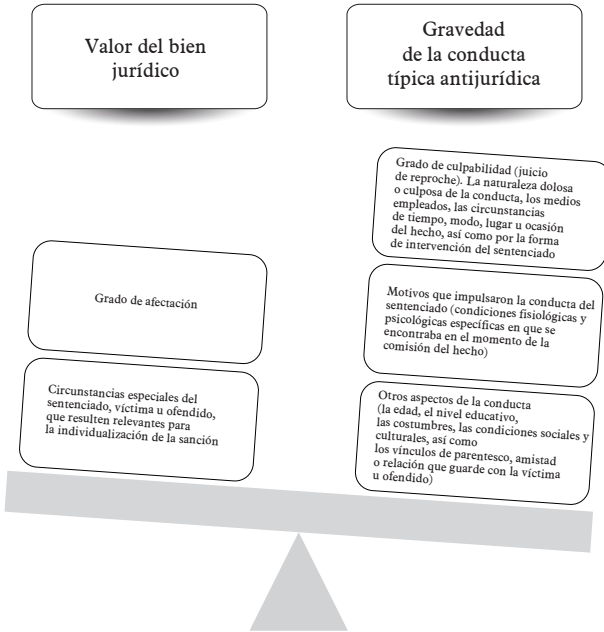 Valor del bien
jurídico
Gravedad
de la conducta
típica antijurídica
Grado de afectación
Circunstancias especiales del
sentenciado, víctima u ofendido,
que resulten relevantes para
la individualización de la sanción
Grado de culpabilidad (juicio
de reproche). La naturaleza dolosa
o culposa de la conducta, los medios
empleados, las circunstancias
de tiempo, modo, lugar u ocasión
del hecho, así como por la forma
de intervención del sentenciado
Motivos que impulsaron la conducta del
sentenciado (condiciones fisiológicas y
psicológicas específicas en que se
encontraba en el momento de la
comisión del hecho)
Otros aspectos de la conducta
(la edad, el nivel educativo,
las costumbres, las condiciones sociales y
culturales, así como
los vínculos de parentesco, amistad
o relación que guarde con la víctima
u ofendido)